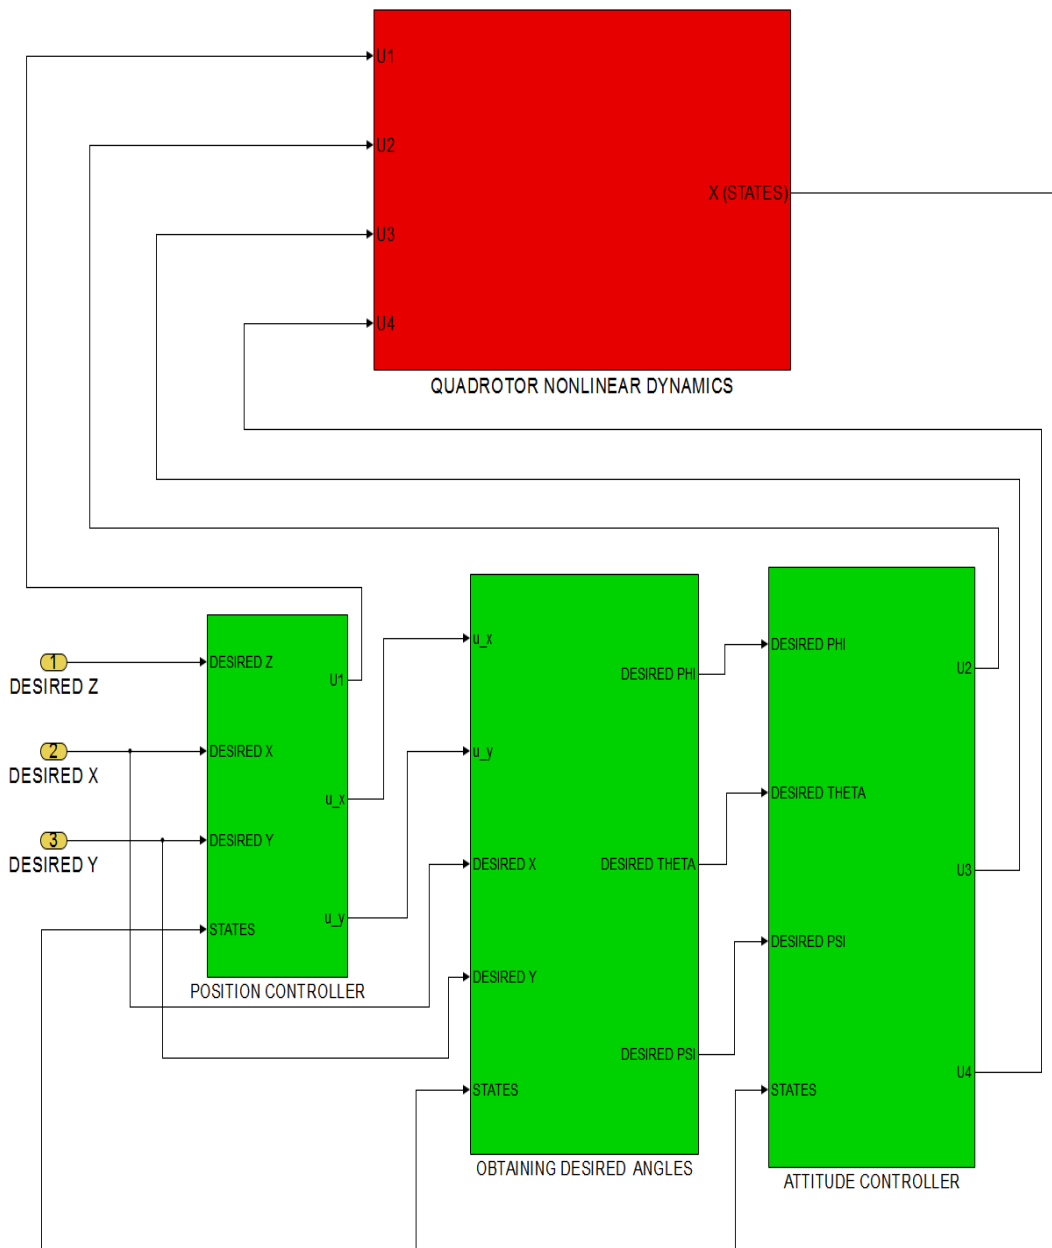 U1
U2
X (STATES)
U3
U4
QUADROTOR NONLINEAR DYNAMICS
1
DESIRED Z
2
DESIRED X
3
DESIRED Y
DESIRED Z
U1
DESIRED X
u_x
DESIRED Y
u_y
STATES
POSITION CONTROLLER
u_x
DESIRED PHI
u_y
DESIRED X
DESIRED THETA
DESIRED Y
DESIRED PSI
STATES
OBTAINING DESIRED ANGLES
DESIRED PHI
U2
DESIRED THETA
U3
DESIRED PSI
U4
STATES
ATTITUDE CONTROLLER